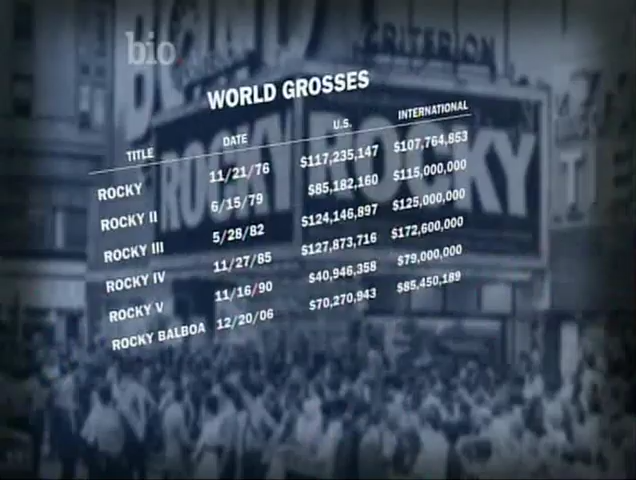 bio.
CRITERION
WORLD GROSSES
TITLE DATE U.S. INTERNATIONAL
ROCKY 11/21/76 $117,235,147 $107,764,853
ROCKY II 6/15/79 $85,182,160 $115,000,000
ROCKY III 5/28/82 $124,146,897 $125,000,000
ROCKY IV 11/27/85 $127,873,716 $172,600,000
ROCKY V 11/16/90 $40,946,358 $79,000,000
ROCKY BALBOA 12/20/06 $70,270,943 $85,450,189
ROCKY ROCKY